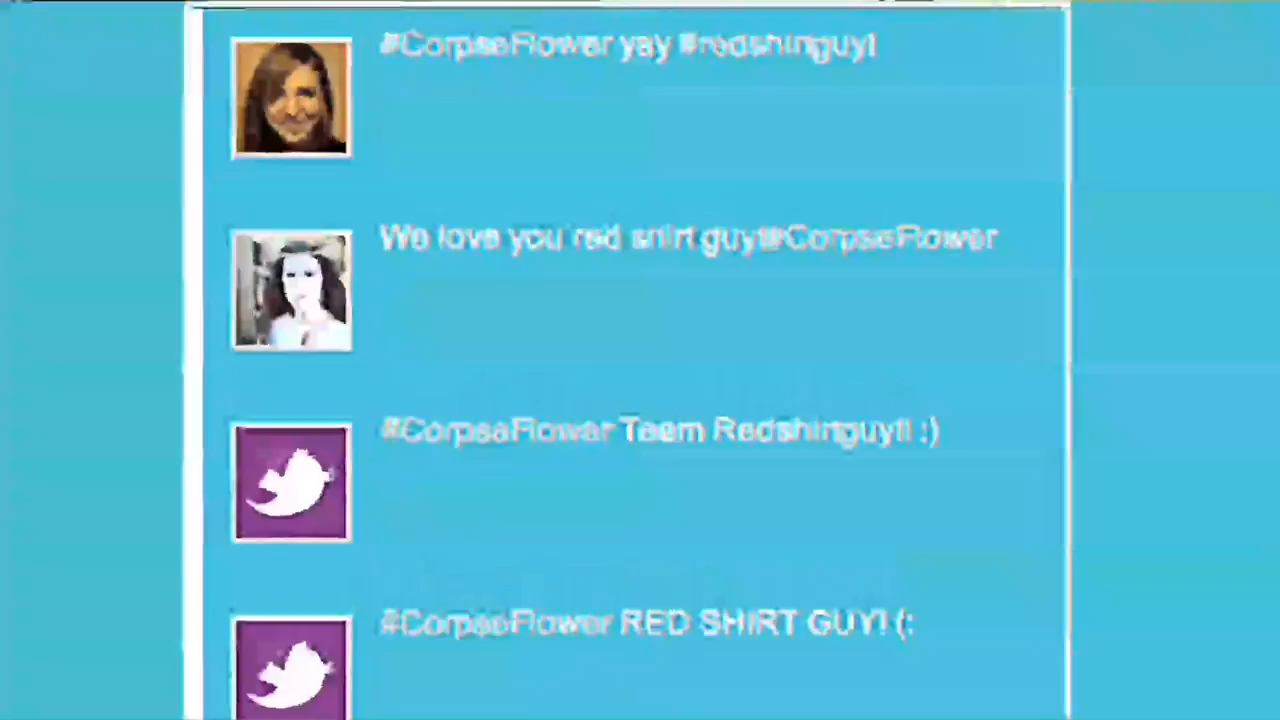 #CorpseFlower yay #redshirtguy!
We love you red shirt guy!#CorpseFlower
#CorpseFlower Team Redshirtguy!! :)
#CorpseFlower RED SHIRT GUY! (: